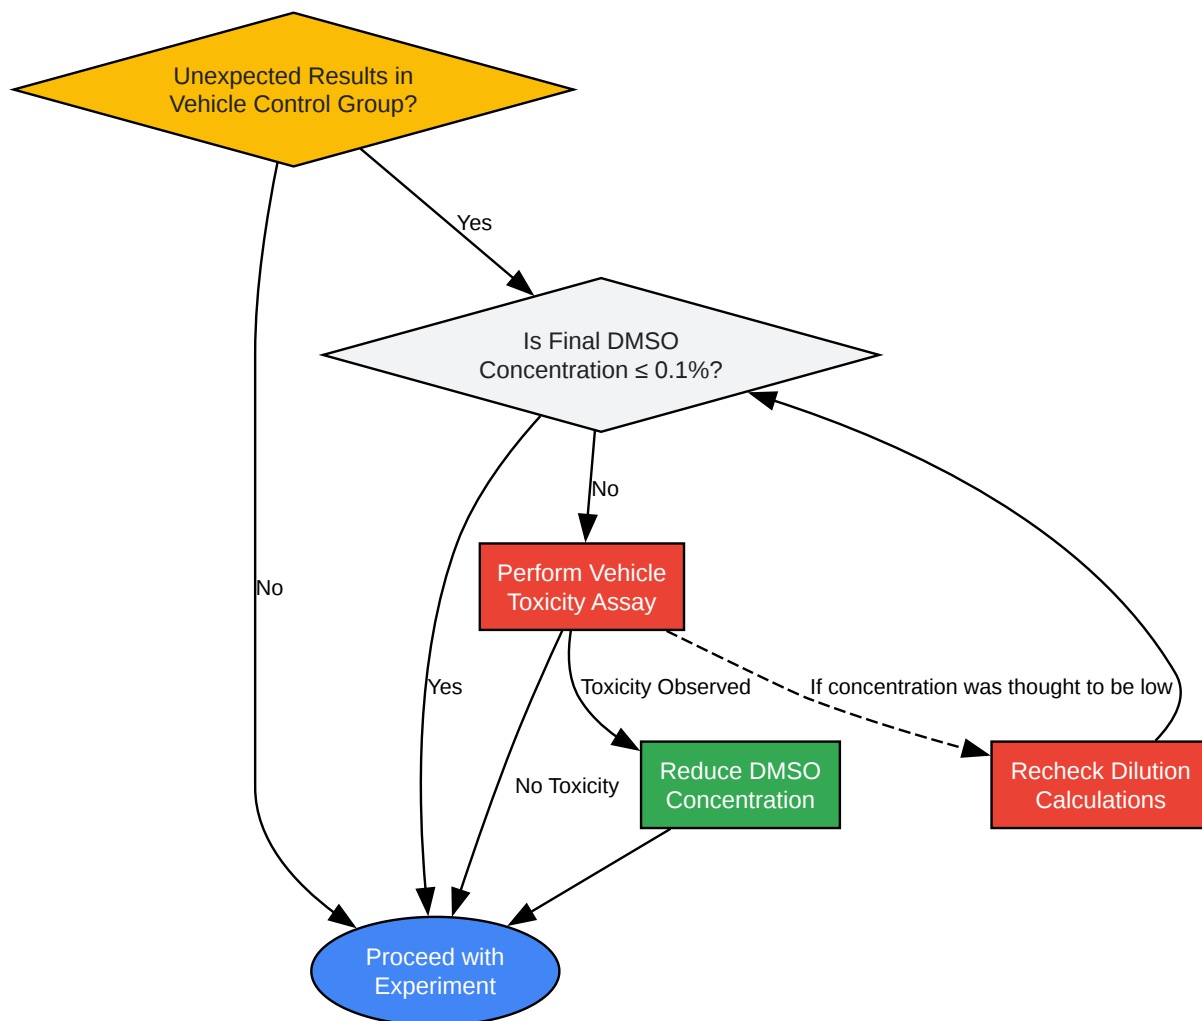 Unexpected Results in
Vehicle Control Group?
Yes
Is Final DMSO
Concentration ≤ 0.1%?
No
Perform Vehicle
Toxicity Assay
No
Yes
Toxicity Observed
If concentration was thought to be low
No Toxicity
Reduce DMSO
Concentration
Recheck Dilution
Calculations
Proceed with
Experiment